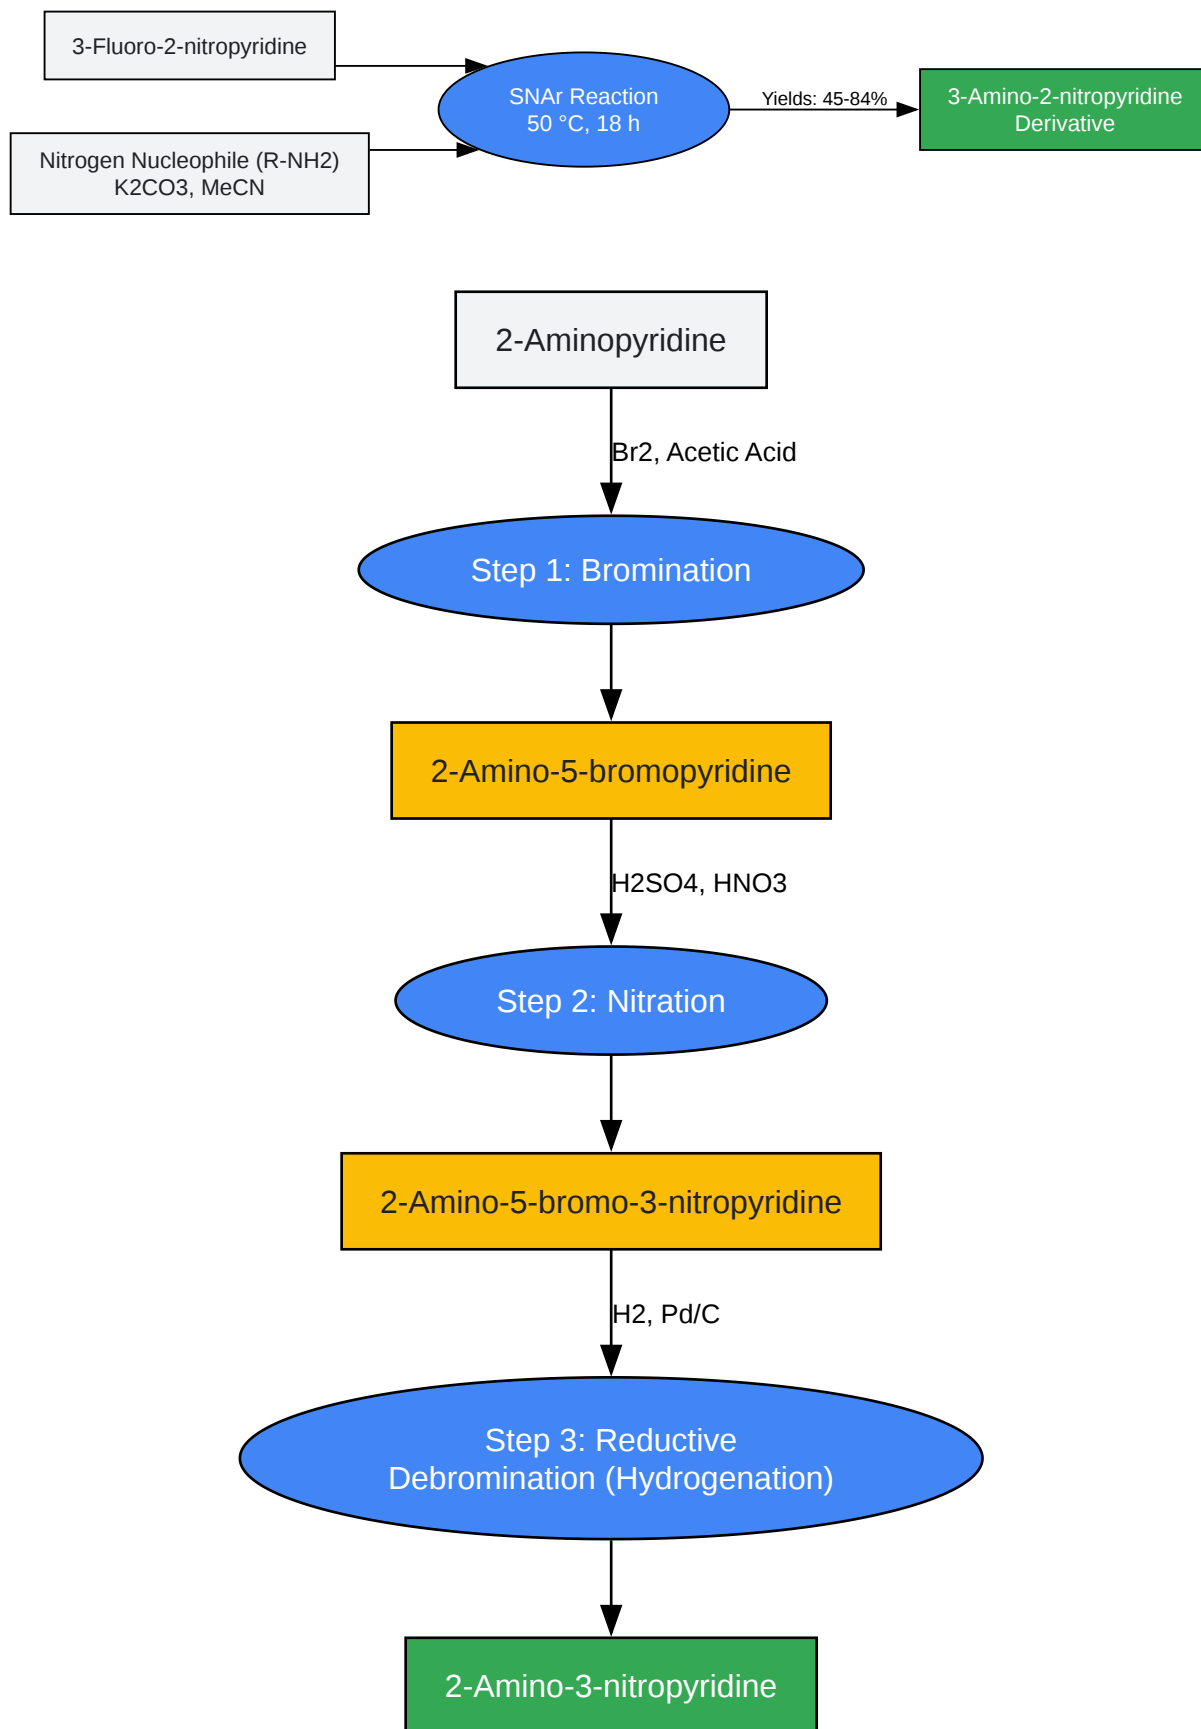 3-Fluoro-2-nitropyridine
Nitrogen Nucleophile (R-NH2)
K2CO3, MeCN
SNAr Reaction
50 °C, 18 h
Yields: 45-84%
3-Amino-2-nitropyridine
Derivative
2-Aminopyridine
Br2, Acetic Acid
Step 1: Bromination
2-Amino-5-bromopyridine
H2SO4, HNO3
Step 2: Nitration
2-Amino-5-bromo-3-nitropyridine
H2, Pd/C
Step 3: Reductive
Debromination (Hydrogenation)
2-Amino-3-nitropyridine